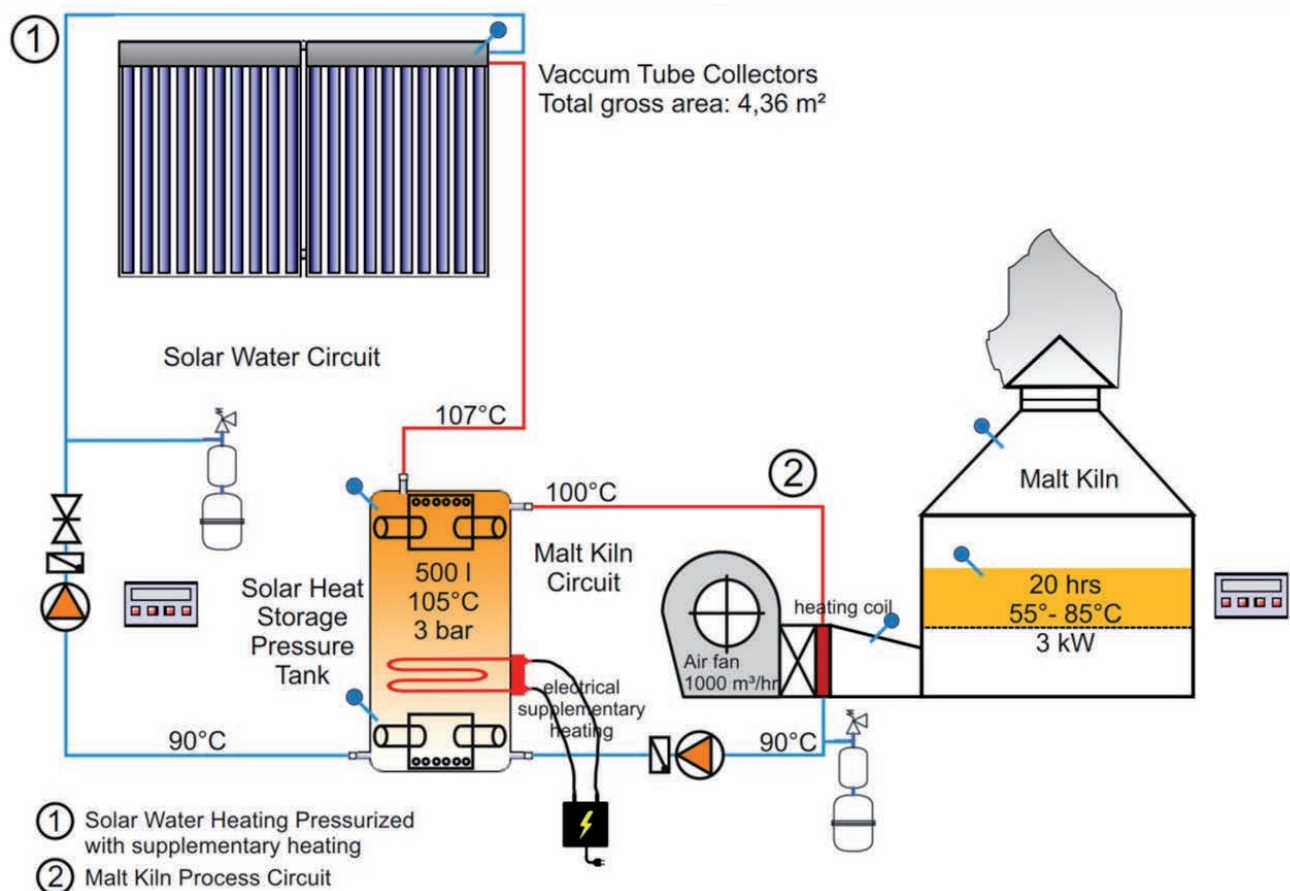 1
Vaccum Tube Collectors
Total gross area: 4,36 m²
Solar Water Circuit
107°C
100°C
2
Malt Kiln
Malt Kiln
Circuit
Solar Heat
Storage
Pressure
Tank
500 l
105°C
3 bar
heating coil
20 hrs
55°- 85°C
3 kW
Air fan
1000 m³/hr
electrical
supplementary
heating
90°C
90°C
1 Solar Water Heating Pressurized
with supplementary heating
2 Malt Kiln Process Circuit